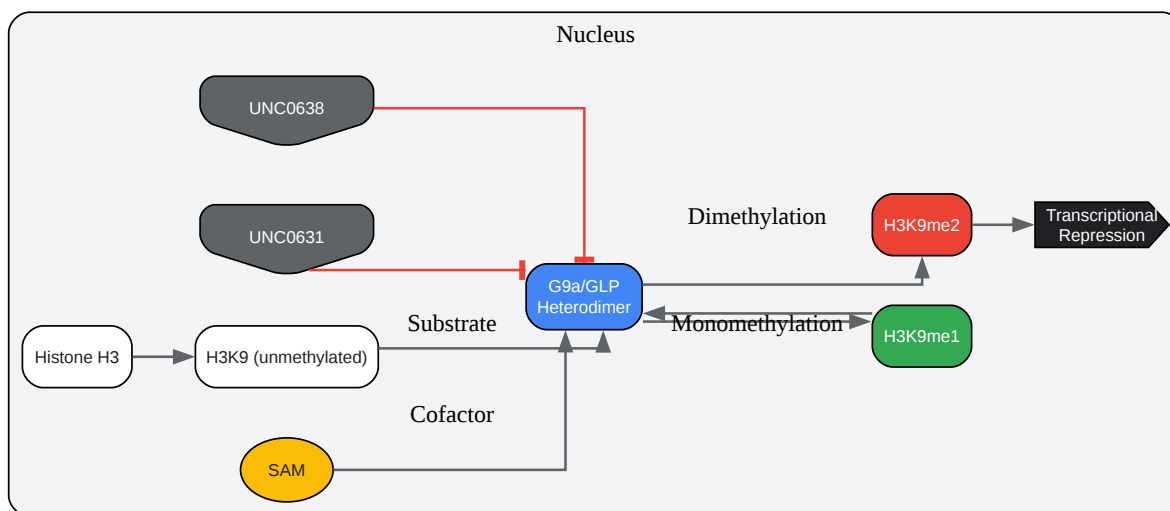 Nucleus
UNC0638
UNC0631
Dimethylation
H3K9me2
Transcriptional
Repression
G9a/GLP
Heterodimer
Substrate
Monomethylation
H3K9me1
Histone H3
H3K9 (unmethylated)
Cofactor
SAM